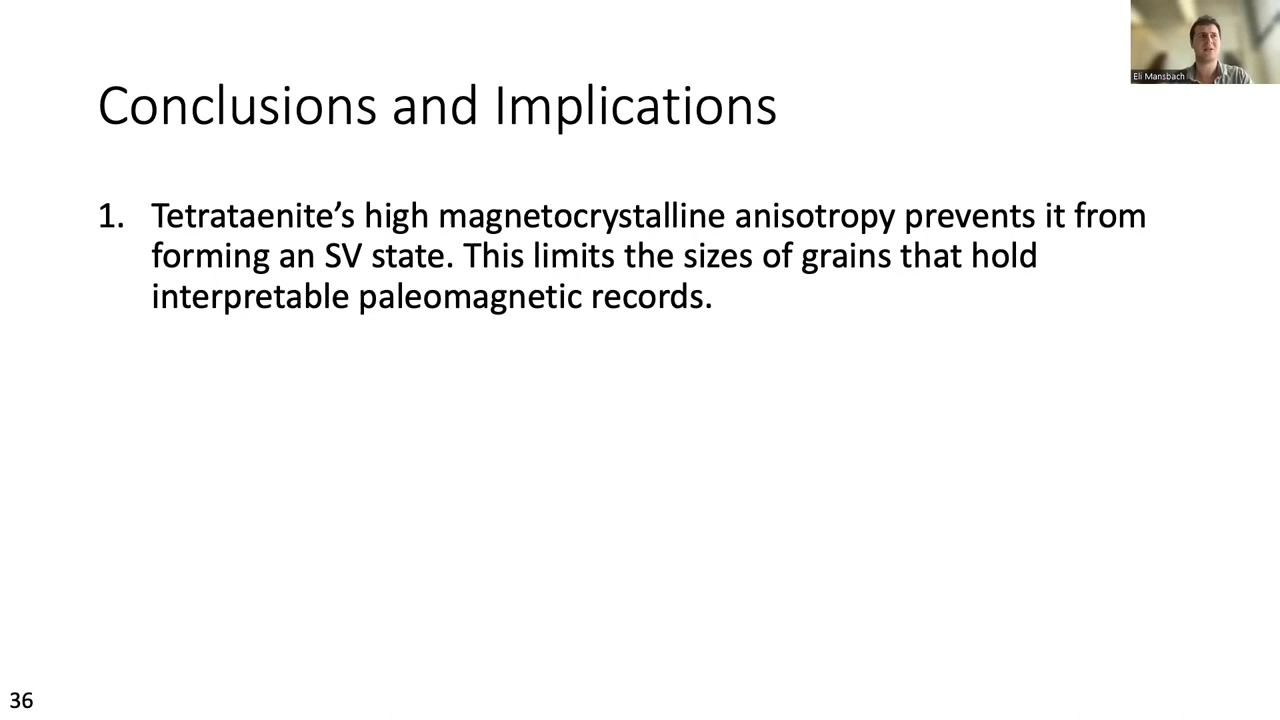 Eli Mansbach
Conclusions and Implications
1. Tetrataenite’s high magnetocrystalline anisotropy prevents it from
forming an SV state. This limits the sizes of grains that hold
interpretable paleomagnetic records.
36